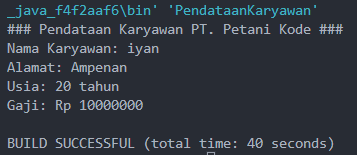 _java_f4f2aaf6\bin' 'PendataanKaryawan'
### Pendataan Karyawan PT. Petani Kode ###
Nama Karyawan: iyan
Alamat: Ampenan
Usia: 20 tahun
Gaji: Rp 10000000
BUILD SUCCESSFUL (total time: 40 seconds)